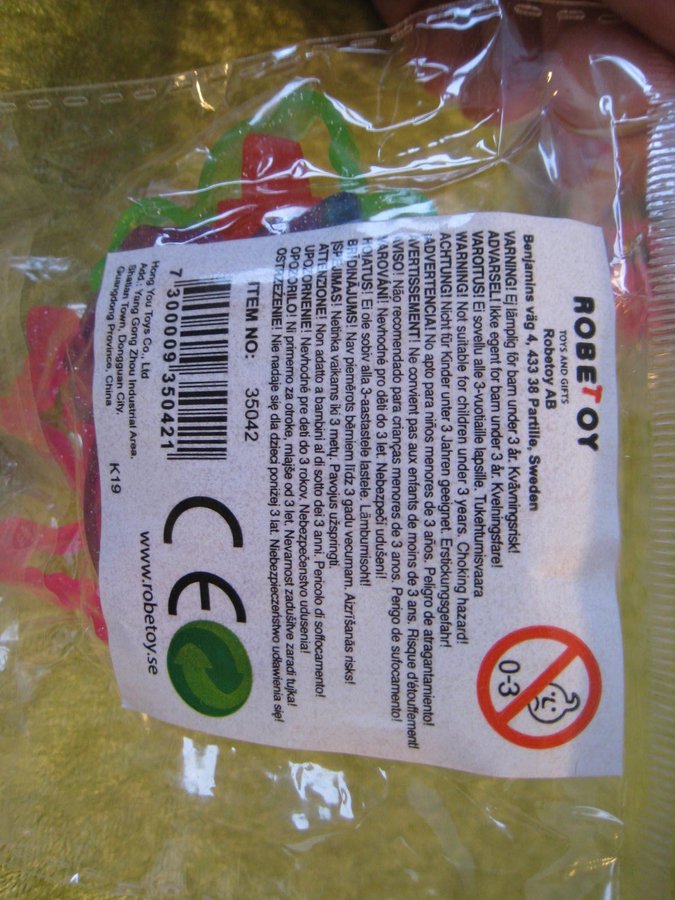 ROBETOY
TOYS AND GIFTS
Robetoy AB
Benjamins väg 4, 433 38 Partille, Sweden
VARNING! Ej lämplig för barn under 3 år. Kvävningsrisk!
ADVARSEL! Ikke egent for barn under 3 år. Kvelningsfare!
VAROITUS! Ei sovellu alle 3-vuotiaille lapsille. Tukehtumisvaara
WARNING! Not suitable for children under 3 years. Choking hazard!
ACHTUNG! Nicht für Kinder unter 3 Jahren geeignet. Erstickungsgefahr!
ADVERTENCIA! No apto para niños menores de 3 años. Peligro de atragantamiento!
AVERTISSEMENT! Ne convient pas aux enfants de moins de 3 ans. Risque d'étouffement!
AVISO! Não recomendado para crianças menores de 3 anos. Perigo de sufocamento!
VAROVÁNÍ! Nevhodné pro děti do 3 let. Nebezpečí udušení!
HOIATUS! Ei ole sobiv alla 3-aastastele lastele. Lämbumisoht!
BRĪDINĀJUMS! Nav piemērots bērniem līdz 3 gadu vecumam. Aizrīšanās risks!
ĮSPĖJIMAS! Netinka vaikams iki 3 metų. Pavojus užspringti.
ATTENZIONE! Non adatto a bambini al di sotto dei 3 anni. Pericolo di soffocamento!
UPOZORNENIE! Nevhodné pre deti do 3 rokov. Nebezpečenstvo udusenia!
OPOZORILO! Ni primerno za otroke, mlajše od 3 let. Nevarnost zadušitve zaradi tujka!
OSTRZEŻENIE! Nie nadaje się dla dzieci poniżej 3 lat. Niebezpieczeństwo udławienia się!
0-3
ITEM NO: 35042
7 300009 350421
CE
Hong You Toys Co., Ltd
Add.: Yang Gong Zhou Industrial Area,
Shatian Town, Dongguan City,
Guangdong Province, China
K19
www.robetoy.se